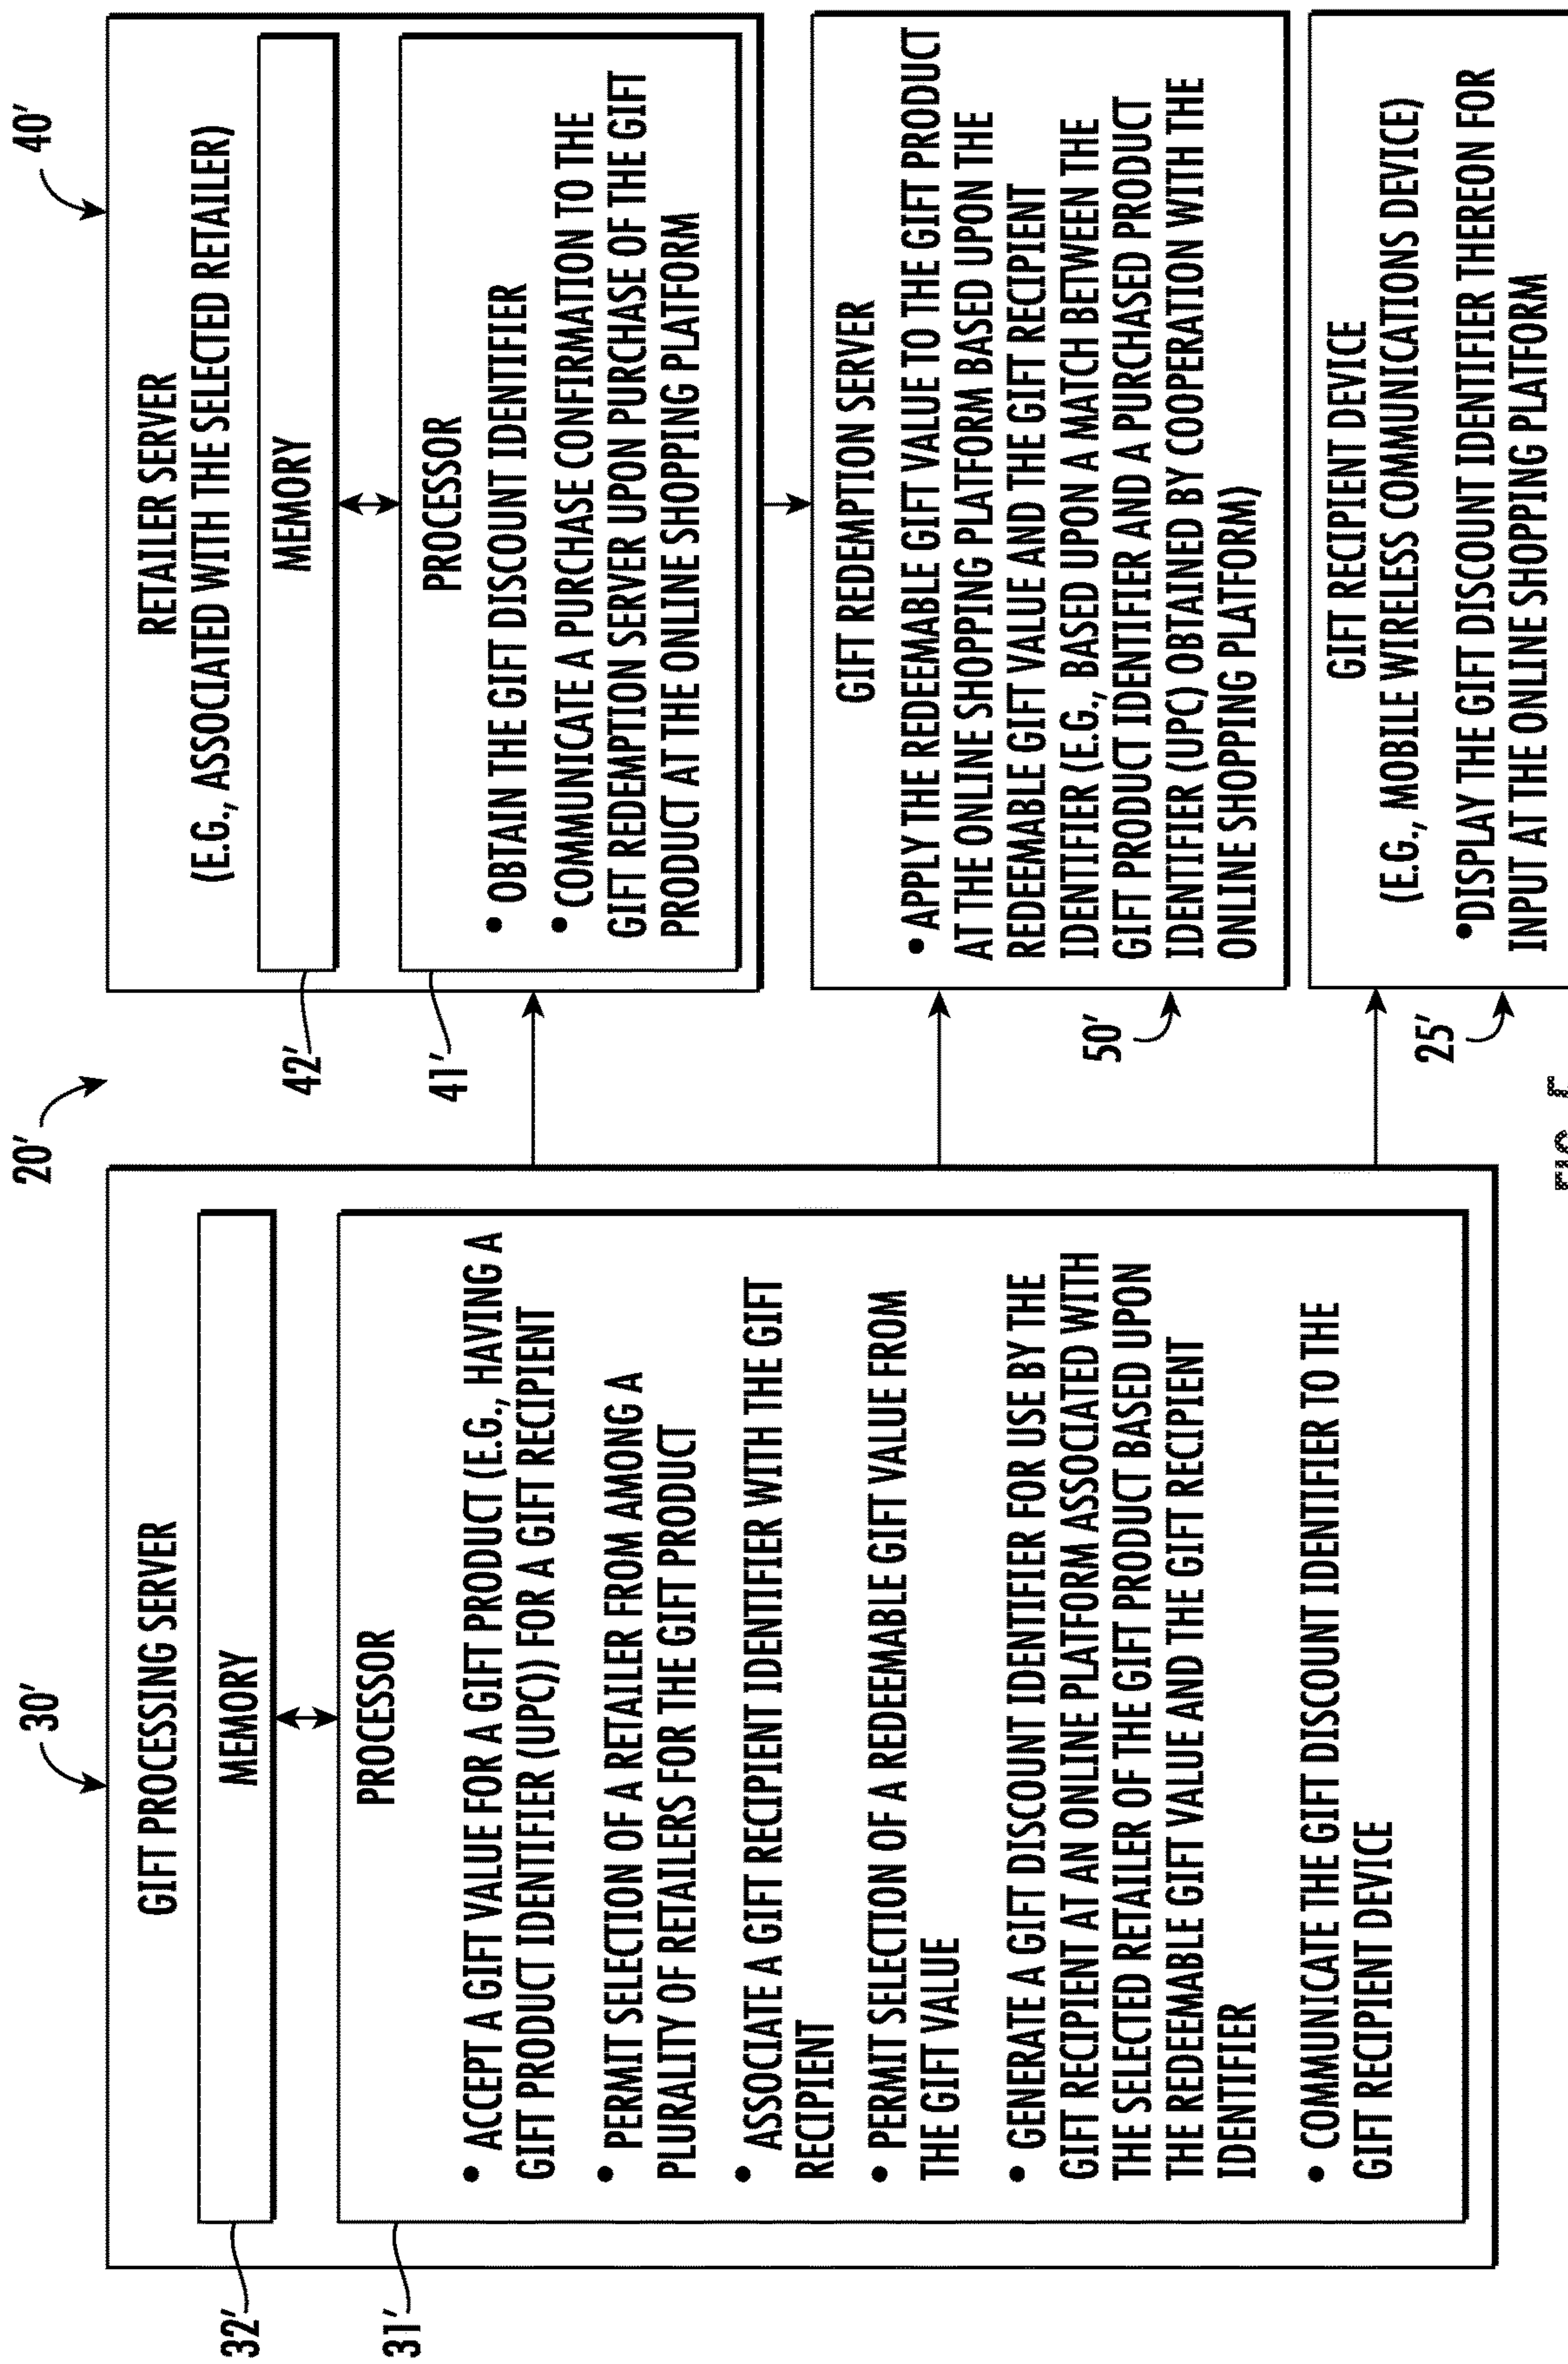 20'
30'
GIFT PROCESSING SERVER
MEMORY
32'
PROCESSOR
31'
• ACCEPT A GIFT VALUE FOR A GIFT PRODUCT (E.G., HAVING A
GIFT PRODUCT IDENTIFIER (UPC)) FOR A GIFT RECIPIENT
• PERMIT SELECTION OF A RETAILER FROM AMONG A
PLURALITY OF RETAILERS FOR THE GIFT PRODUCT
• ASSOCIATE A GIFT RECIPIENT IDENTIFIER WITH THE GIFT
RECIPIENT
• PERMIT SELECTION OF A REDEEMABLE GIFT VALUE FROM
THE GIFT VALUE
• GENERATE A GIFT DISCOUNT IDENTIFIER FOR USE BY THE
GIFT RECIPIENT AT AN ONLINE PLATFORM ASSOCIATED WITH
THE SELECTED RETAILER OF THE GIFT PRODUCT BASED UPON
THE REDEEMABLE GIFT VALUE AND THE GIFT RECIPIENT
IDENTIFIER
• COMMUNICATE THE GIFT DISCOUNT IDENTIFIER TO THE
GIFT RECIPIENT DEVICE
40'
RETAILER SERVER
(E.G., ASSOCIATED WITH THE SELECTED RETAILER)
MEMORY
42'
PROCESSOR
41'
• OBTAIN THE GIFT DISCOUNT IDENTIFIER
• COMMUNICATE A PURCHASE CONFIRMATION TO THE
GIFT REDEMPTION SERVER UPON PURCHASE OF THE GIFT
PRODUCT AT THE ONLINE SHOPPING PLATFORM
GIFT REDEMPTION SERVER
• APPLY THE REDEEMABLE GIFT VALUE TO THE GIFT PRODUCT
AT THE ONLINE SHOPPING PLATFORM BASED UPON THE
REDEEMABLE GIFT VALUE AND THE GIFT RECIPIENT
IDENTIFIER (E.G., BASED UPON A MATCH BETWEEN THE
GIFT PRODUCT IDENTIFIER AND A PURCHASED PRODUCT
IDENTIFIER (UPC) OBTAINED BY COOPERATION WITH THE
ONLINE SHOPPING PLATFORM)
50'
GIFT RECIPIENT DEVICE
(E.G., MOBILE WIRELESS COMMUNICATIONS DEVICE)
•DISPLAY THE GIFT DISCOUNT IDENTIFIER THEREON FOR
INPUT AT THE ONLINE SHOPPING PLATFORM
25'